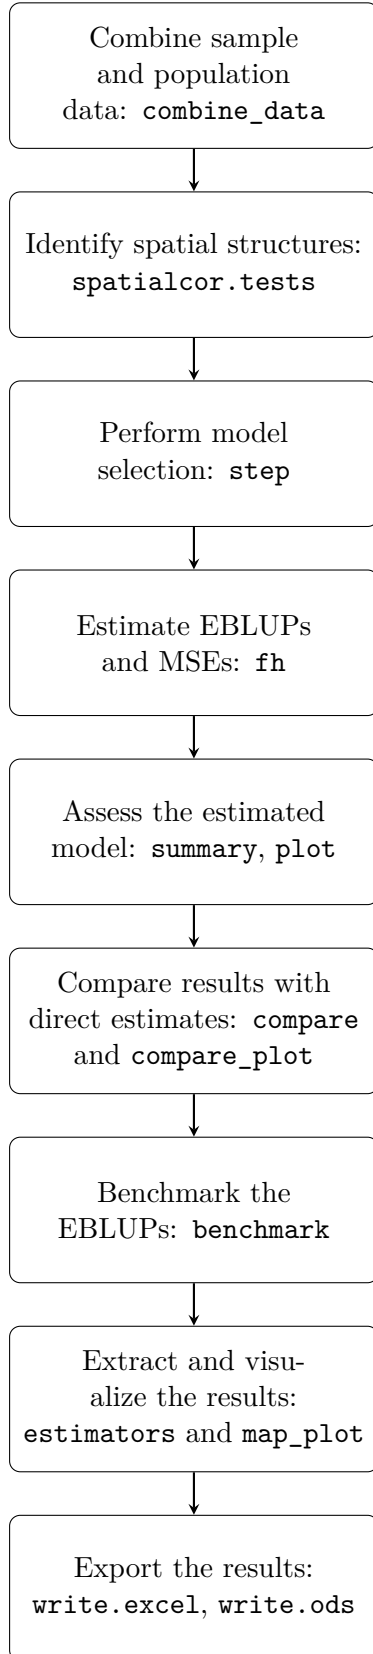 Combine sample
and population
data: combine_data
Identify spatial structures:
spatialcor.tests
Perform model
selection: step
Estimate EBLUPs
and MSEs: fh
Assess the estimated
model: summary, plot
Compare results with
direct estimates: compare
and compare_plot
Benchmark the
EBLUPs: benchmark
Extract and visu-
alize the results:
estimators and map_plot
Export the results:
write.excel, write.ods